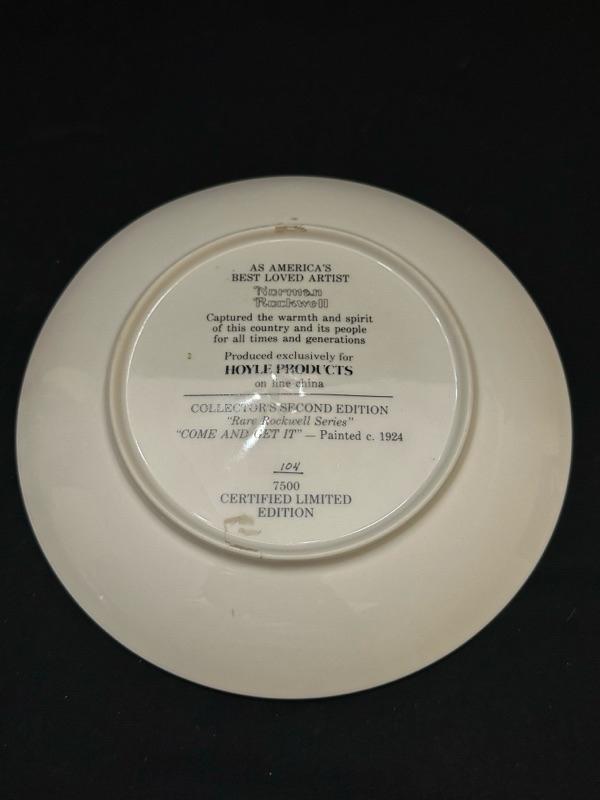 AS AMERICA'S
BEST LOVED ARTIST
Norman
Rockwell
Captured the warmth and spirit
of this country and its people
for all times and generations
Produced exclusively for
HOYLE PRODUCTS
on fine china
COLLECTOR'S SECOND EDITION
"Rare Rockwell Series"
"COME AND GET IT" — Painted c. 1924
104
7500
CERTIFIED LIMITED
EDITION